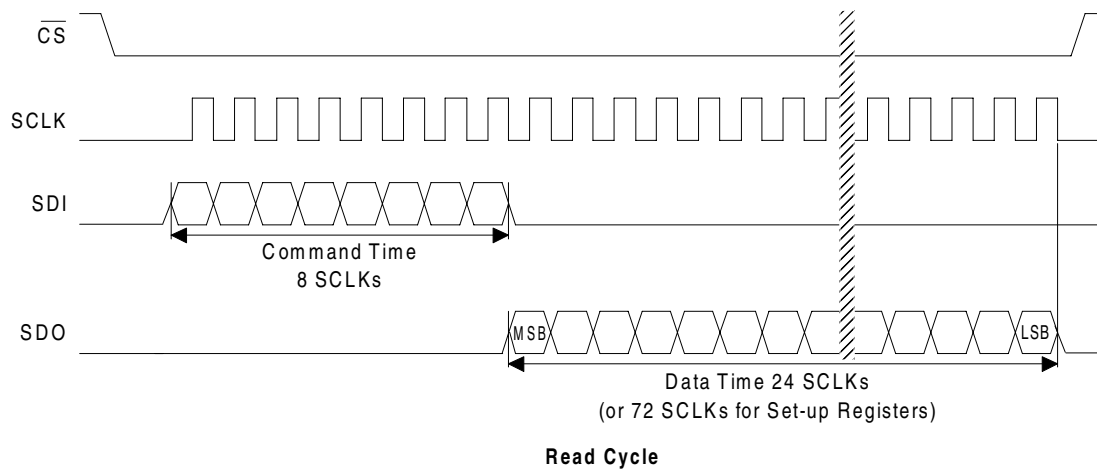 CS
SCLK
SDI
Command Time
8 SCLKs
SDO
MSB
LSB
Data Time 24 SCLKs
(or 72 SCLKs for Set-up Registers)
Read Cycle